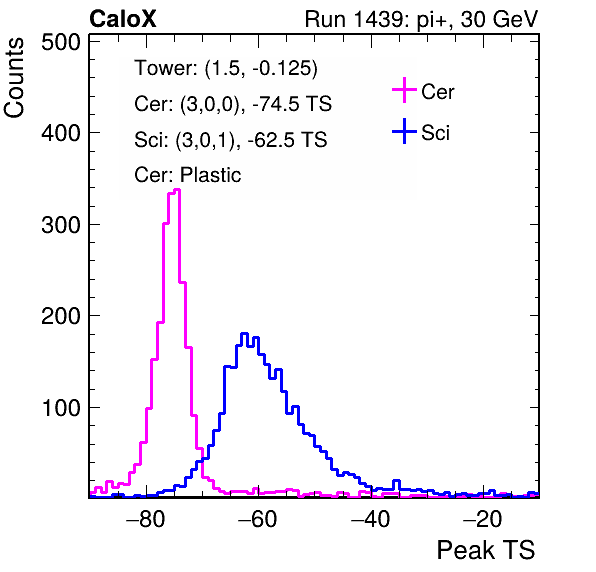 CaloX Run 1439: pi+, 30 GeV
Counts
500
400
300
200
100
Tower: (1.5, -0.125)
Cer: (3,0,0), -74.5 TS
Sci: (3,0,1), -62.5 TS
Cer: Plastic
Cer
Sci
−80 −60 −40 −20
Peak TS